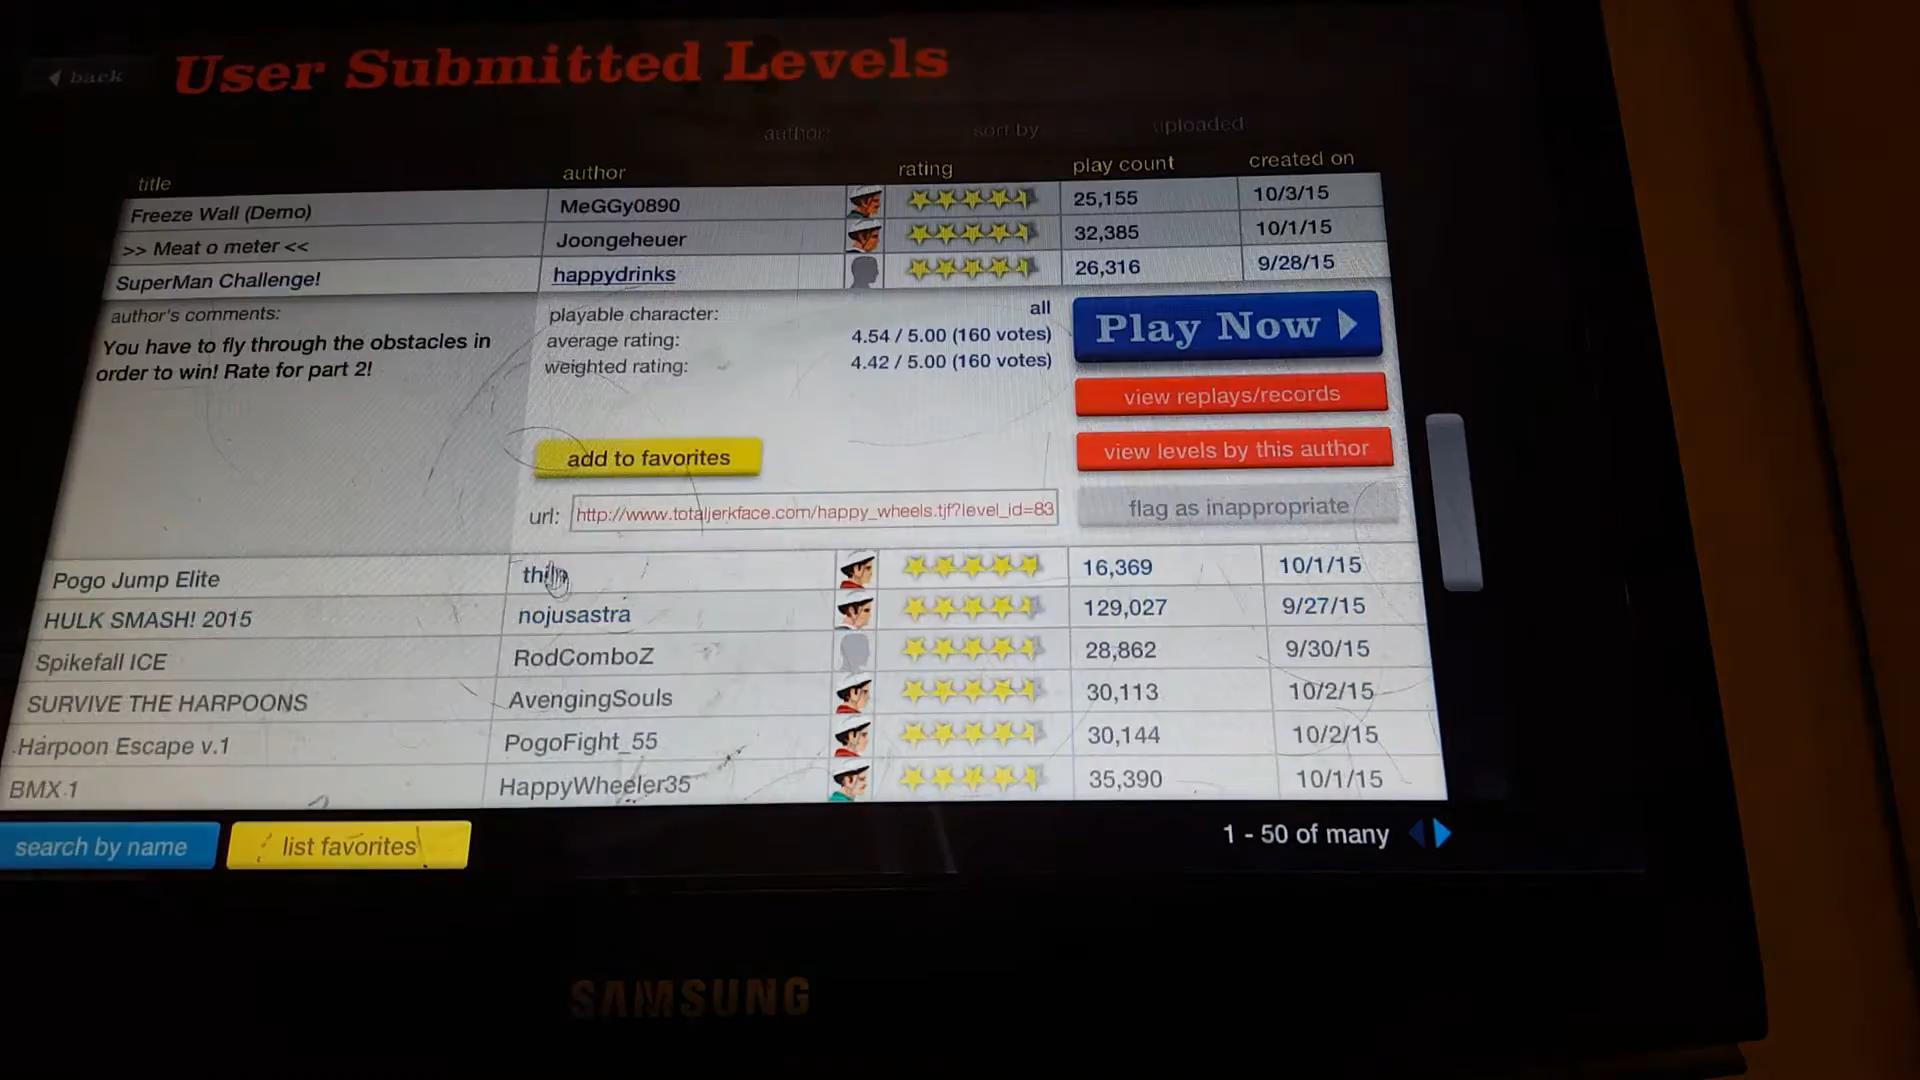 back
User Submitted Levels
author: sort by uploaded
title author rating play count created on
Freeze Wall (Demo) MeGGy0890 25,155 10/3/15
>> Meat o meter << Joongeheuer 32,385 10/1/15
SuperMan Challenge! happydrinks 26,316 9/28/15
author's comments:
You have to fly through the obstacles in
order to win! Rate for part 2!
playable character: all
average rating: 4.54 / 5.00 (160 votes)
weighted rating: 4.42 / 5.00 (160 votes)
Play Now
view replays/records
view levels by this author
flag as inappropriate
add to favorites
url: http://www.totaljerkface.com/happy_wheels.tjf?level_id=83
Pogo Jump Elite 16,369 10/1/15
HULK SMASH! 2015 nojusastra 129,027 9/27/15
Spikefall ICE RodComboZ 28,862 9/30/15
SURVIVE THE HARPOONS AvengingSouls 30,113 10/2/15
Harpoon Escape v.1 PogoFight_55 30,144 10/2/15
BMX 1 HappyWheeler35 35,390 10/1/15
search by name list favorites 1 - 50 of many
SAMSUNG